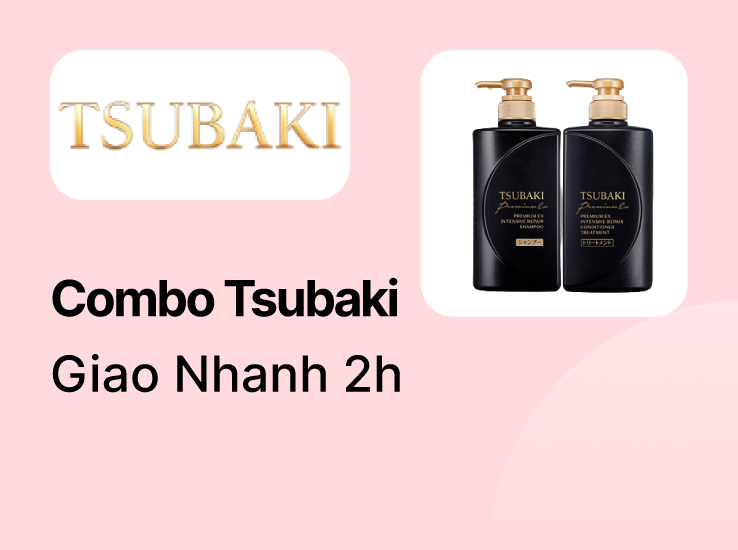 TSUBAKI
TSUBAKI
Premium Ex
PREMIUM EX
INTENSIVE REPAIR
SHAMPOO
シャンプー
TSUBAKI
Premium Ex
PREMIUM EX
INTENSIVE REPAIR
CONDITIONER
TREATMENT
トリートメント
Combo Tsubaki
Giao Nhanh 2h